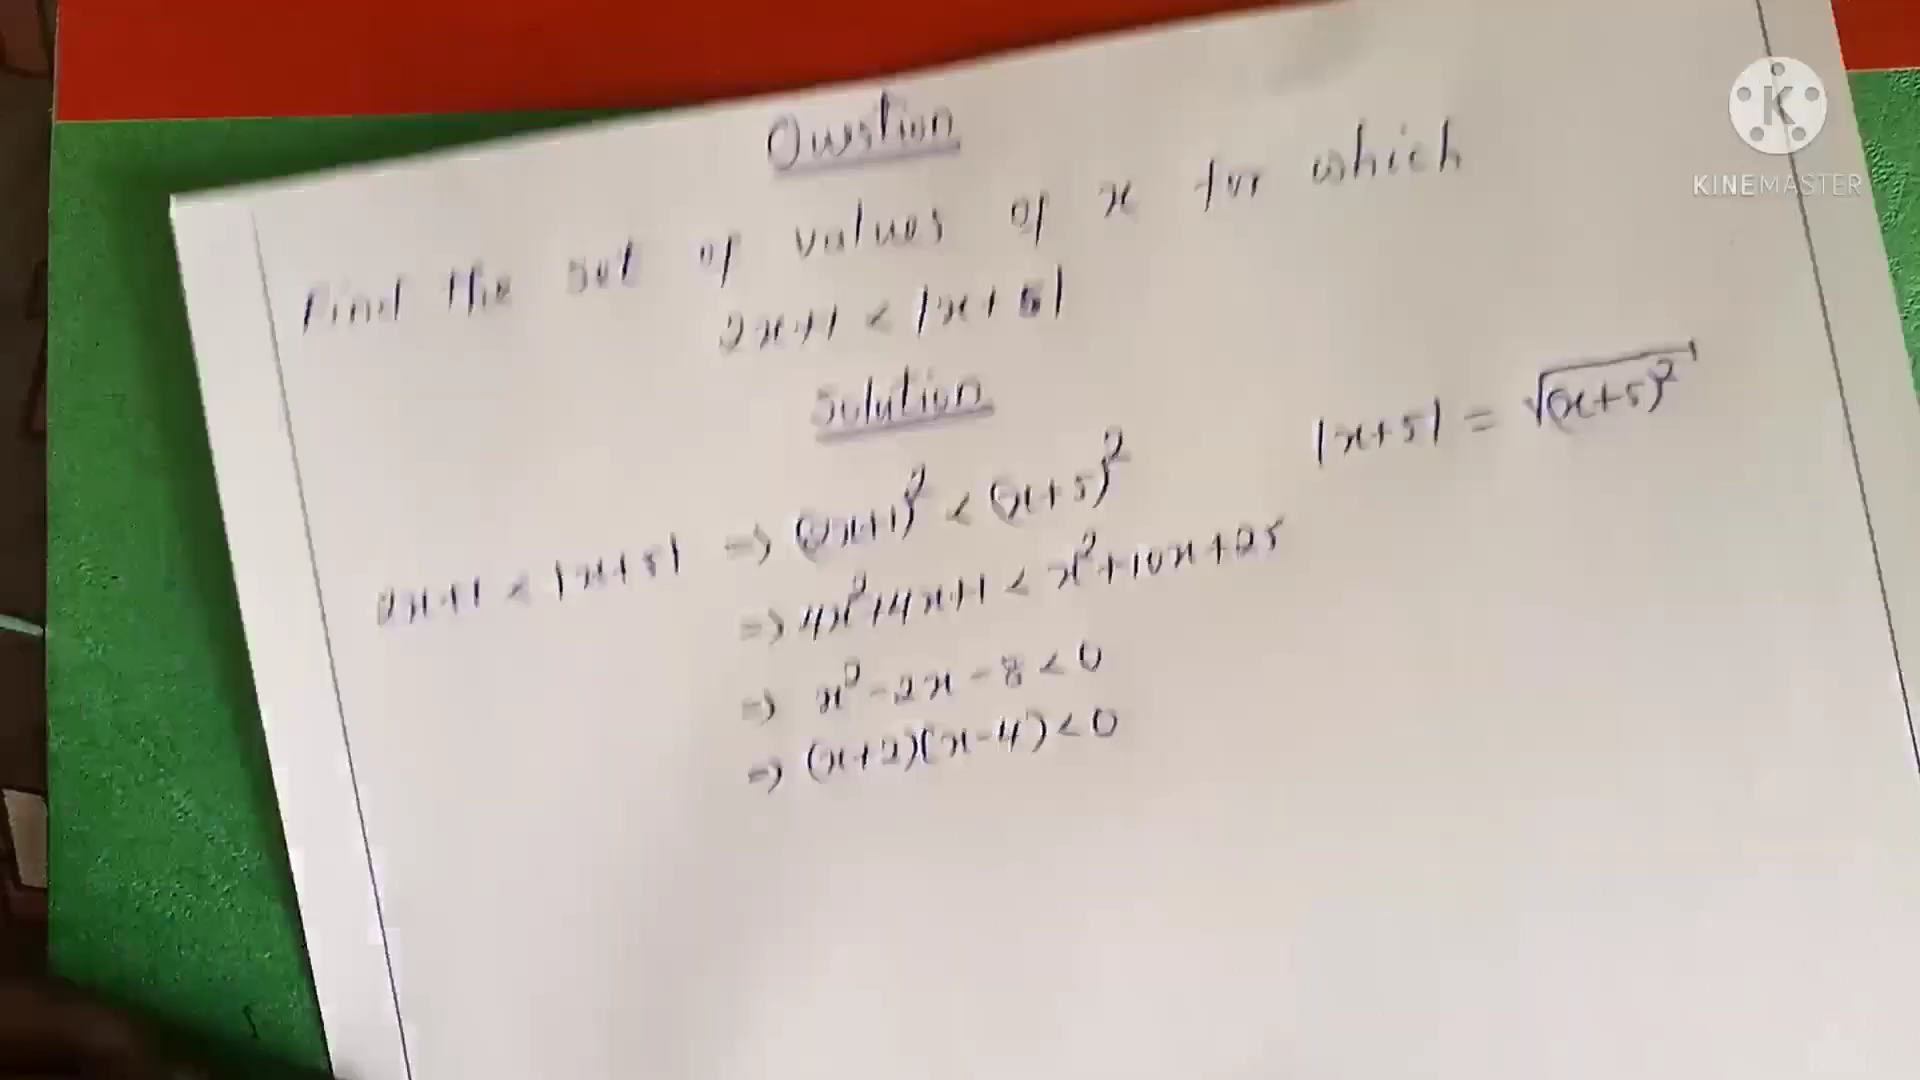 Question
Find the set of values of x for which
2x+1 < |x+5|
Solution
|x+5| = √(x+5)²
2x+1 < |x+5| ⇒ (2x+1)² < (x+5)²
⇒ 4x²+4x+1 < x²+10x+25
⇒ x²-2x-8<0
⇒ (x+2)(x-4)<0
K
KINEMASTER